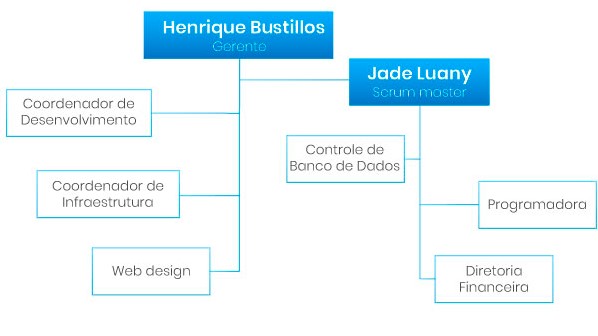 Henrique Bustillos
Gerente
Jade Luany
Scrum master
Coordenador de
Desenvolvimento
Controle de
Banco de Dados
Coordenador de
Infraestrutura
Programadora
Web design
Diretoria
Financeira